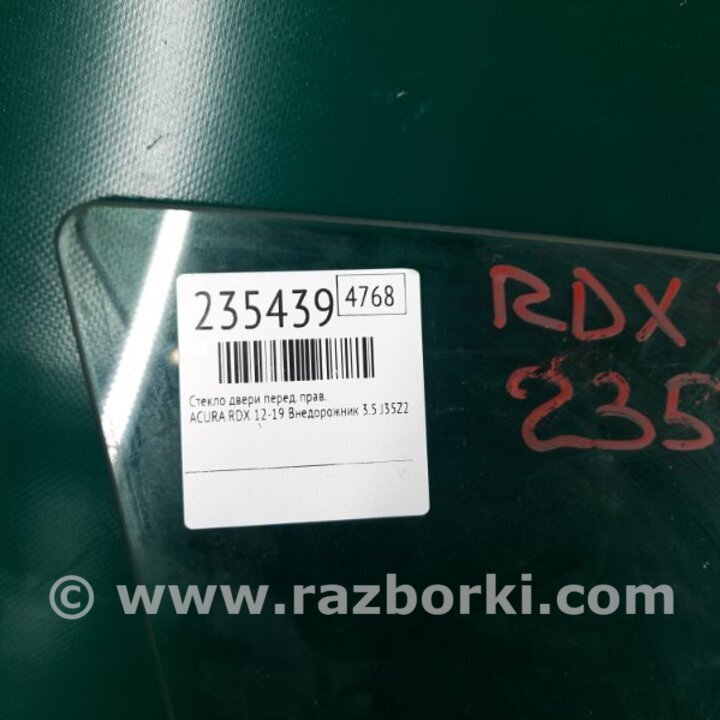 235439 4768
Стекло двери перед. прав.
ACURA RDX 12-19 Внедорожник 3.5 J35Z2
RDX
235
© www.razborki.com